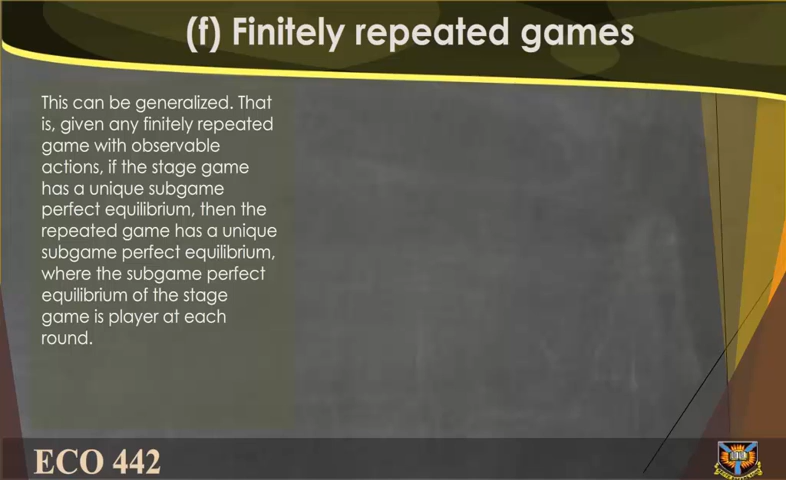 (f) Finitely repeated games
This can be generalized. That
is, given any finitely repeated
game with observable
actions, if the stage game
has a unique subgame
perfect equilibrium, then the
repeated game has a unique
subgame perfect equilibrium,
where the subgame perfect
equilibrium of the stage
game is player at each
round.
ECO 442